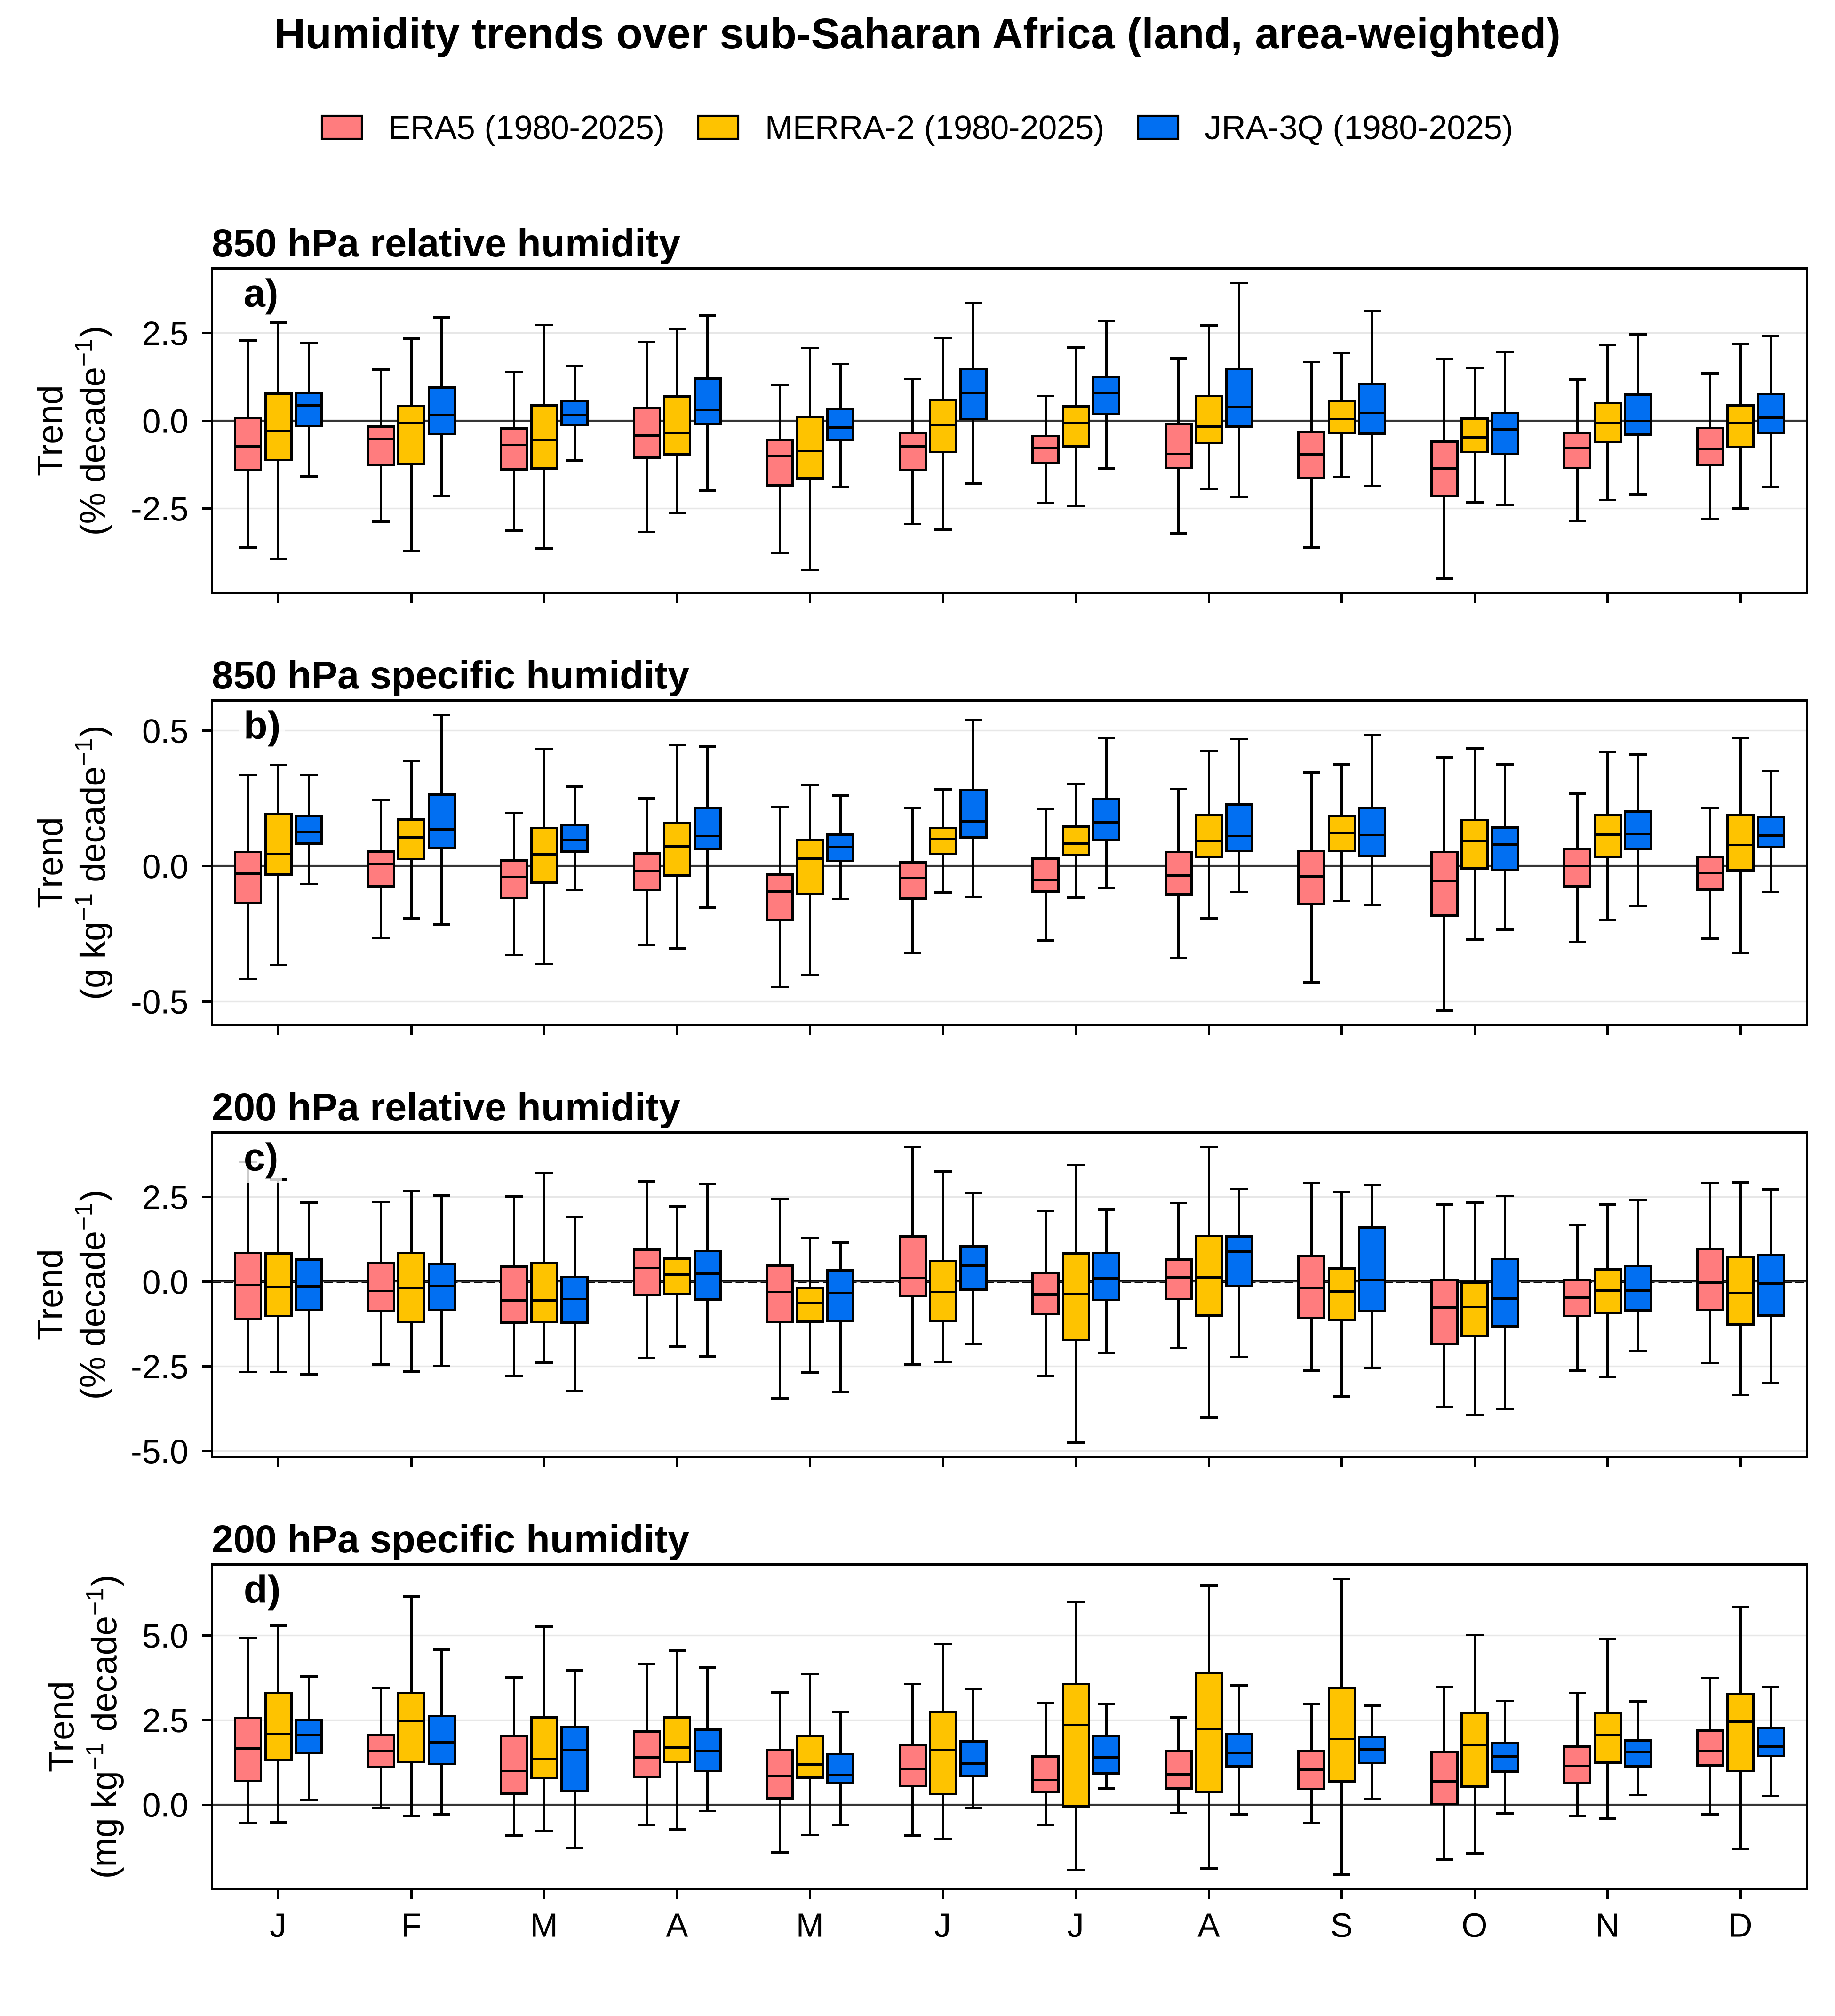 Humidity trends over sub-Saharan Africa (land, area-weighted)
ERA5 (1980-2025) MERRA-2 (1980-2025) JRA-3Q (1980-2025)
850 hPa relative humidity
a)
2.5
0.0
-2.5
Trend
(% decade⁻¹)
850 hPa specific humidity
b)
0.5
0.0
-0.5
Trend
(g kg⁻¹ decade⁻¹)
200 hPa relative humidity
c)
2.5
0.0
-2.5
-5.0
Trend
(% decade⁻¹)
200 hPa specific humidity
d)
5.0
2.5
0.0
Trend
(mg kg⁻¹ decade⁻¹)
J F M A M J J A S O N D